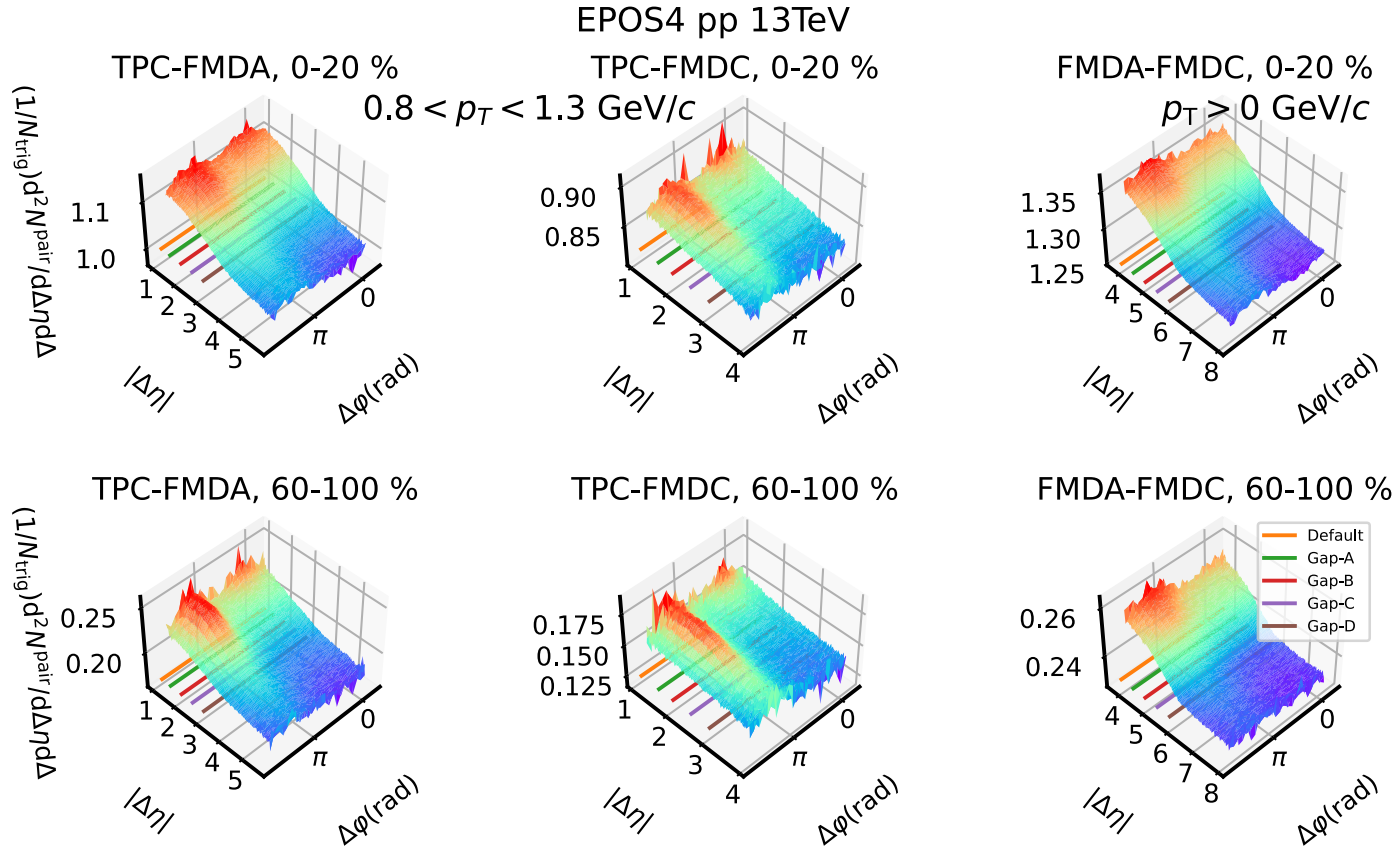 EPOS4 pp 13TeV
TPC-FMDA, 0-20 %
TPC-FMDC, 0-20 %
FMDA-FMDC, 0-20 %
0.8 < p_T < 1.3 GeV/c
p_T > 0 GeV/c
(1/N_trig)d²N^pair/dΔηdΔ
1.1
1.0
1
2
3
4
5
π
0
|Δη|
Δφ(rad)
0.90
0.85
1
2
3
4
π
0
|Δη|
Δφ(rad)
1.35
1.30
1.25
4
5
6
7
8
π
0
|Δη|
Δφ(rad)
TPC-FMDA, 60-100 %
TPC-FMDC, 60-100 %
FMDA-FMDC, 60-100 %
(1/N_trig)d²N^pair/dΔηdΔ
0.25
0.20
1
2
3
4
5
π
0
|Δη|
Δφ(rad)
0.175
0.150
0.125
1
2
3
4
π
0
|Δη|
Δφ(rad)
Default
Gap-A
Gap-B
Gap-C
Gap-D
0.26
0.24
4
5
6
7
8
π
0
|Δη|
Δφ(rad)